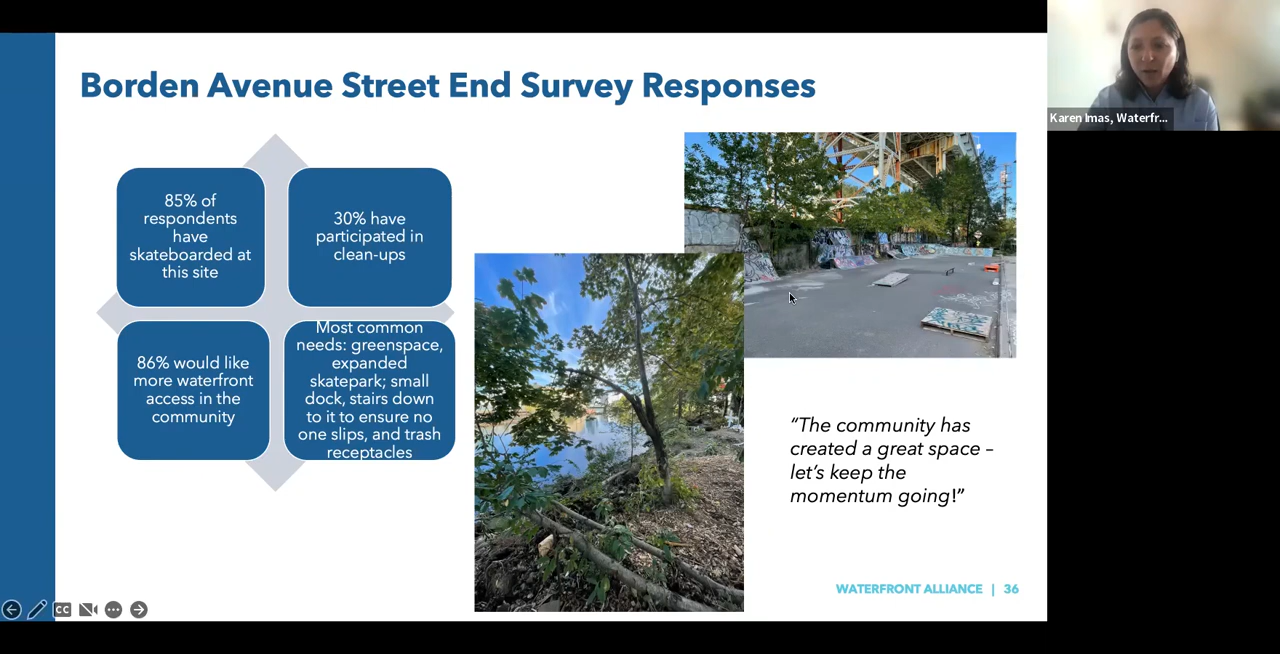 Borden Avenue Street End Survey Responses
85% of
respondents
have
skateboarded at
this site
30% have
participated in
clean-ups
86% would like
more waterfront
access in the
community
Most common
needs: greenspace,
expanded
skatepark; small
dock, stairs down
to it to ensure no
one slips, and trash
receptacles
“The community has
created a great space –
let’s keep the
momentum going!”
WATERFRONT ALLIANCE | 36
CC
Karen Imas, Waterfr...